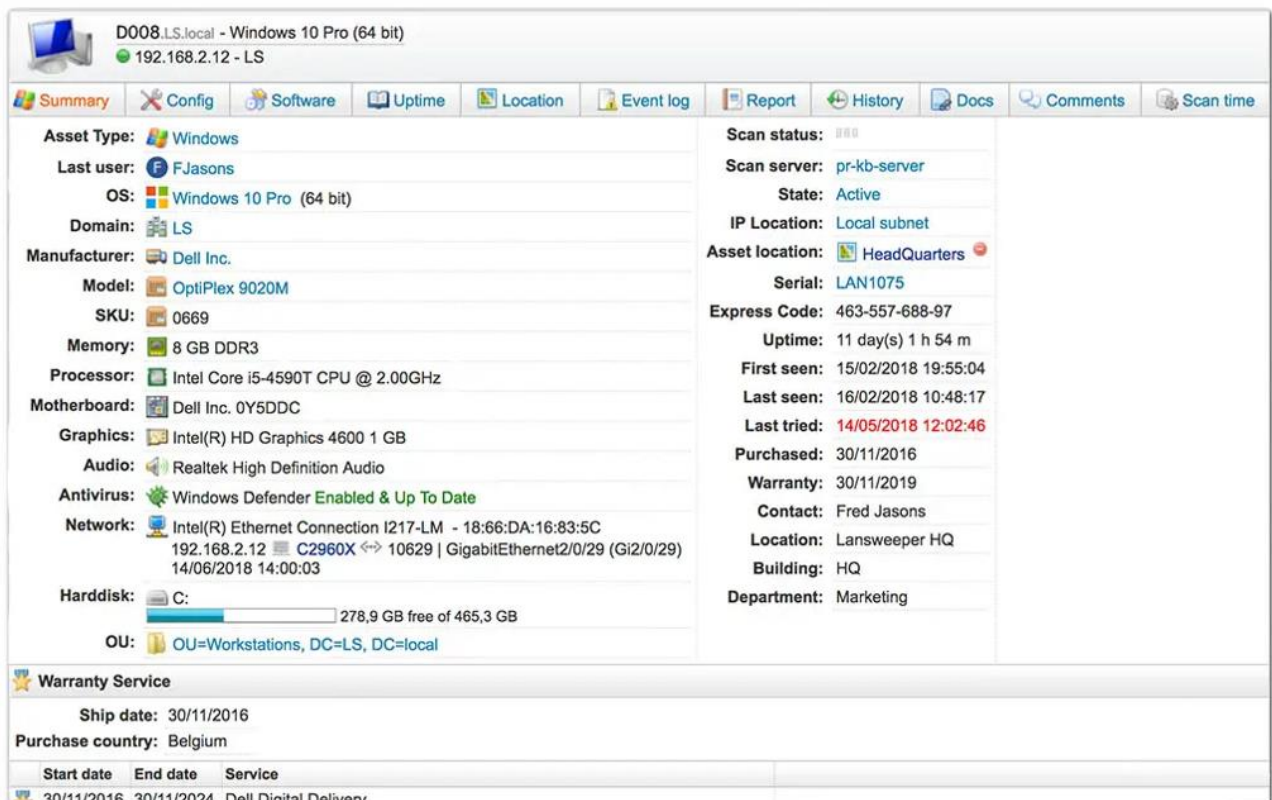 D008.LS.local - Windows 10 Pro (64 bit)
192.168.2.12 - LS
Summary Config Software Uptime Location Event log Report History Docs Comments Scan time
Asset Type: Windows
Last user: F FJasons
OS: Windows 10 Pro (64 bit)
Domain: LS
Manufacturer: Dell Inc.
Model: OptiPlex 9020M
SKU: 0669
Memory: 8 GB DDR3
Processor: Intel Core i5-4590T CPU @ 2.00GHz
Motherboard: Dell Inc. 0Y5DDC
Graphics: Intel(R) HD Graphics 4600 1 GB
Audio: Realtek High Definition Audio
Antivirus: Windows Defender Enabled & Up To Date
Network: Intel(R) Ethernet Connection I217-LM - 18:66:DA:16:83:5C
192.168.2.12 C2960X 10629 | GigabitEthernet2/0/29 (Gi2/0/29)
14/06/2018 14:00:03
Harddisk: C:
278,9 GB free of 465,3 GB
OU: OU=Workstations, DC=LS, DC=local
Scan status:
Scan server: pr-kb-server
State: Active
IP Location: Local subnet
Asset location: HeadQuarters
Serial: LAN1075
Express Code: 463-557-688-97
Uptime: 11 day(s) 1 h 54 m
First seen: 15/02/2018 19:55:04
Last seen: 16/02/2018 10:48:17
Last tried: 14/05/2018 12:02:46
Purchased: 30/11/2016
Warranty: 30/11/2019
Contact: Fred Jasons
Location: Lansweeper HQ
Building: HQ
Department: Marketing
Warranty Service
Ship date: 30/11/2016
Purchase country: Belgium
Start date End date Service
30/11/2016 30/11/2024 Dell Digital Delivery